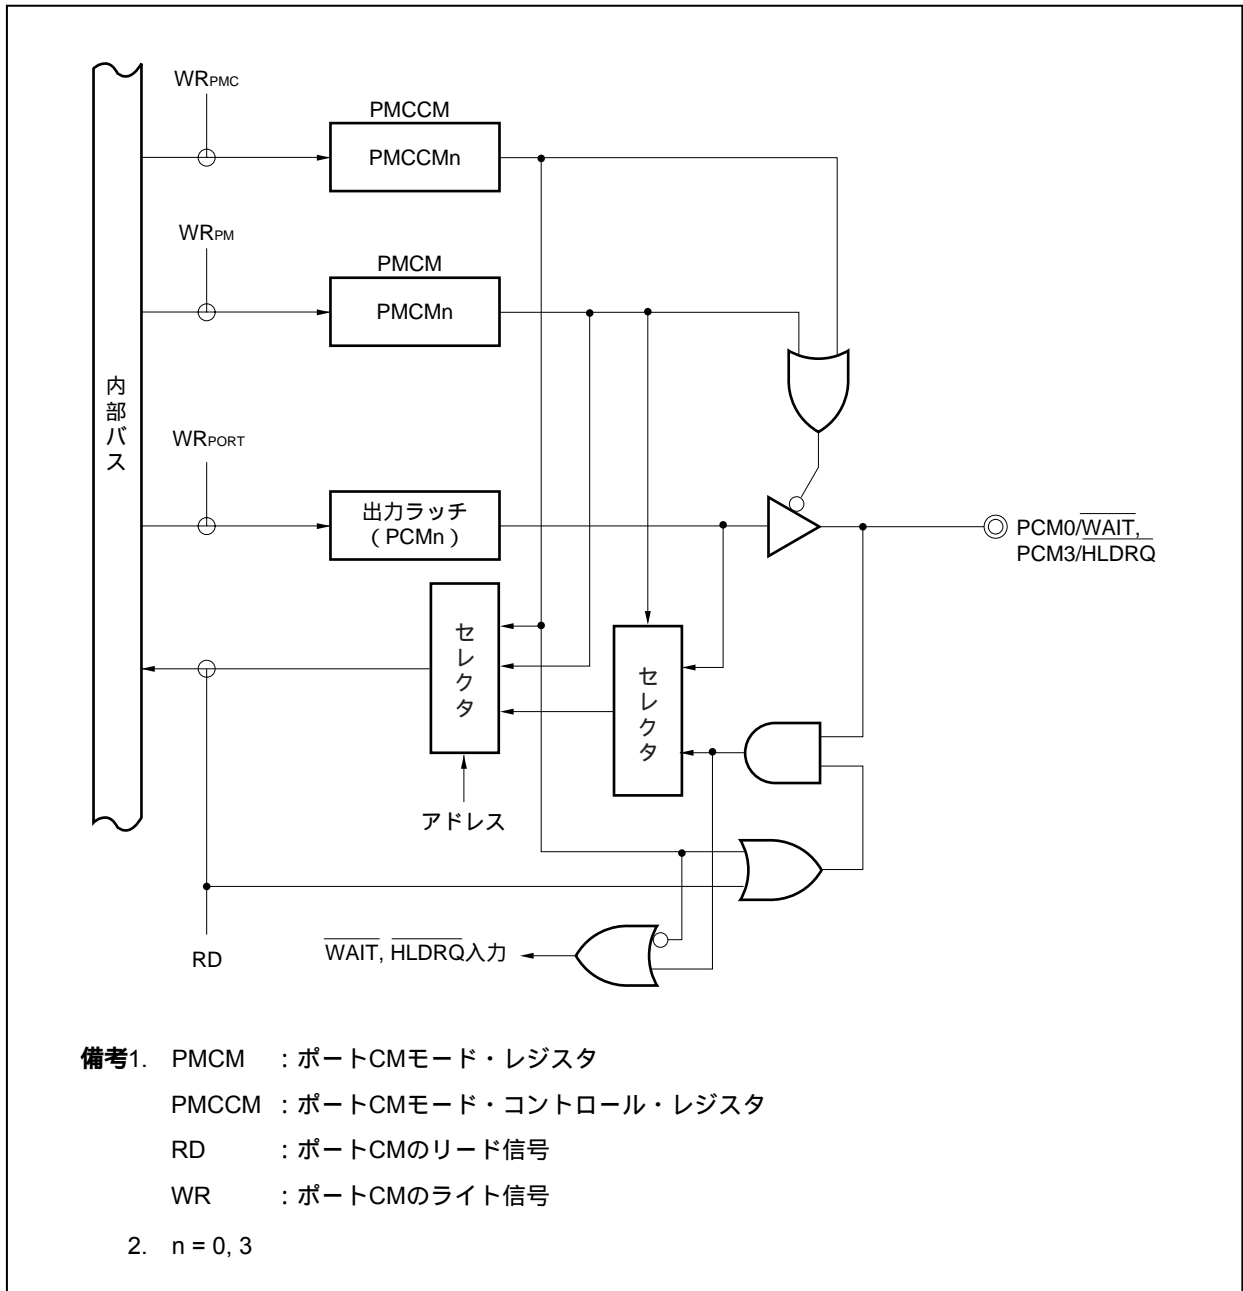 WRPMC
PMCCM
PMCCMn
WRPM
PMCM
PMCMn
内部バス
WRPORT
出力ラッチ
（PCMn）
PCM0/WAIT,
PCM3/HLDRQ
セレクタ
セレクタ
アドレス
RD
WAIT, HLDRQ入力
備考1. PMCM ：ポートCMモード・レジスタ
PMCCM ：ポートCMモード・コントロール・レジスタ
RD ：ポートCMのリード信号
WR ：ポートCMのライト信号
2. n = 0, 3